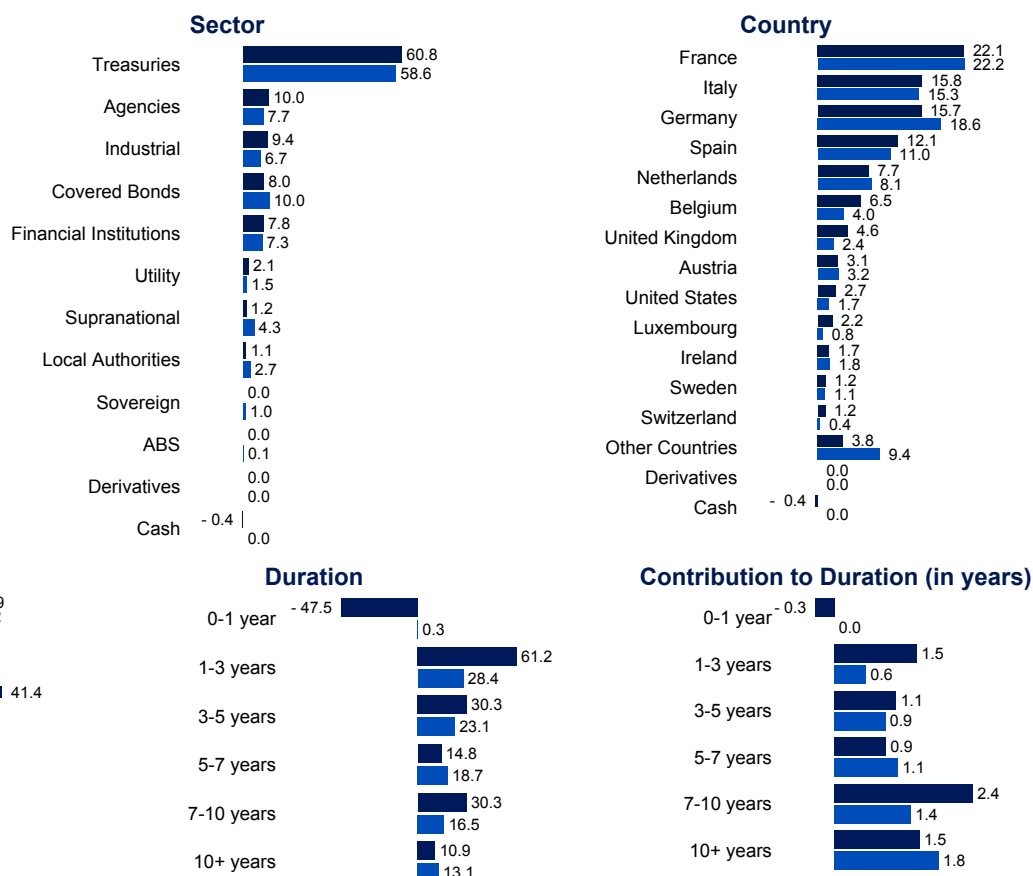 Sector
Treasuries
60.8
58.6
Agencies
10.0
7.7
Industrial
9.4
6.7
Covered Bonds
8.0
10.0
Financial Institutions
7.8
7.3
Utility
2.1
1.5
Supranational
1.2
4.3
Local Authorities
1.1
2.7
Sovereign
0.0
1.0
ABS
0.0
0.1
Derivatives
0.0
0.0
Cash
- 0.4
0.0
Country
France
22.1
22.2
Italy
15.8
15.3
Germany
15.7
18.6
Spain
12.1
11.0
Netherlands
7.7
8.1
Belgium
6.5
4.0
United Kingdom
4.6
2.4
Austria
3.1
3.2
United States
2.7
1.7
Luxembourg
2.2
0.8
Ireland
1.7
1.8
Sweden
1.2
1.1
Switzerland
1.2
0.4
Other Countries
3.8
9.4
Derivatives
0.0
0.0
Cash
- 0.4
0.0
41.4
Duration
0-1 year
- 47.5
0.3
1-3 years
61.2
28.4
3-5 years
30.3
23.1
5-7 years
14.8
18.7
7-10 years
30.3
16.5
10+ years
10.9
13.1
Contribution to Duration (in years)
0-1 year
- 0.3
0.0
1-3 years
1.5
0.6
3-5 years
1.1
0.9
5-7 years
0.9
1.1
7-10 years
2.4
1.4
10+ years
1.5
1.8